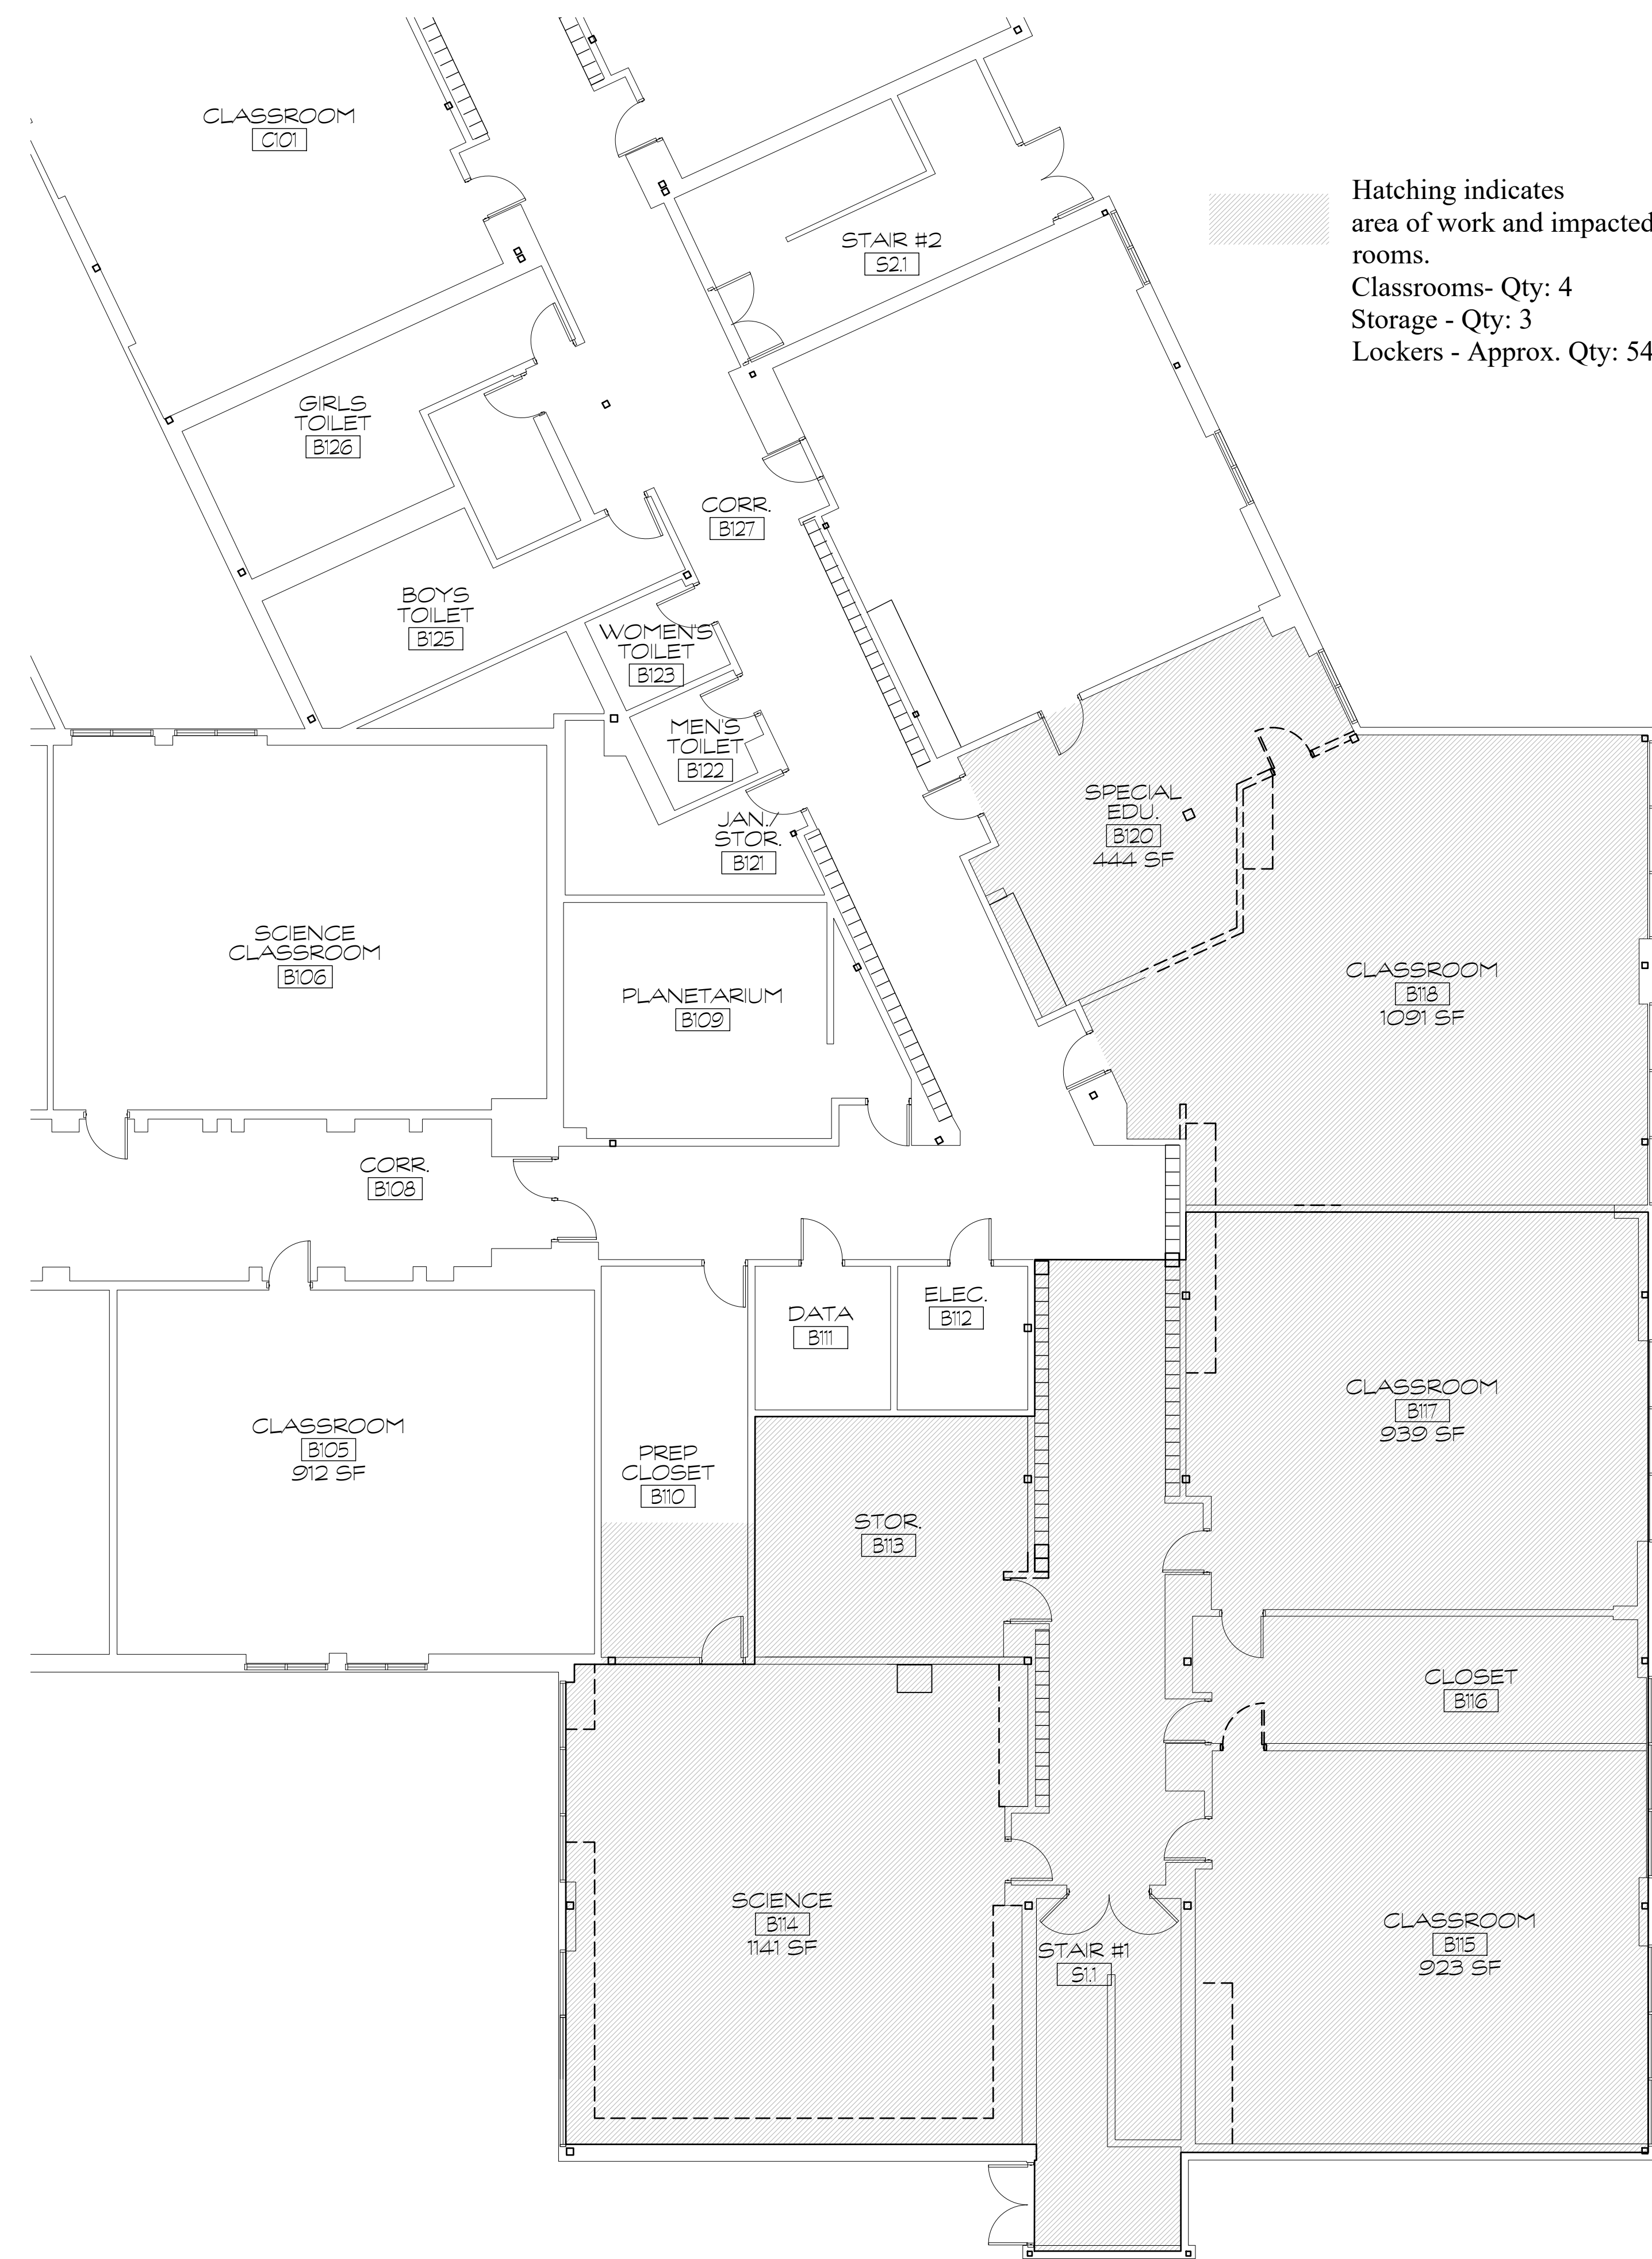 CLASSROOM
C101
Hatching indicates
area of work and impacted
rooms.
Classrooms- Qty: 4
Storage - Qty: 3
Lockers - Approx. Qty: 54
STAIR #2
S2.1
GIRLS
TOILET
B126
CORR.
B127
BOYS
TOILET
B125
WOMEN'S
TOILET
B123
MEN'S
TOILET
B122
JAN./
STOR.
B121
SPECIAL
EDU.
B120
444 SF
SCIENCE
CLASSROOM
B106
PLANETARIUM
B109
CLASSROOM
B118
1091 SF
CORR.
B108
DATA
B111
ELEC.
B112
CLASSROOM
B117
939 SF
CLASSROOM
B105
912 SF
PREP
CLOSET
B110
STOR.
B113
CLOSET
B116
SCIENCE
B114
1141 SF
STAIR #1
S1.1
CLASSROOM
B115
923 SF